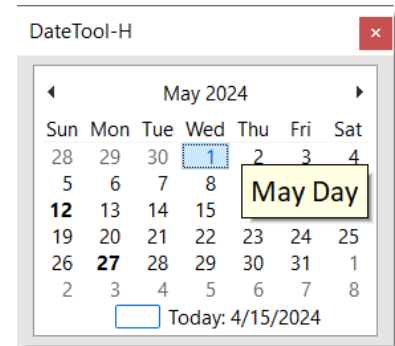 DateTool-H
May 2024
Sun Mon Tue Wed Thu Fri Sat
28 29 30 1 2 3 4
5 6 7 8
May Day
12 13 14 15
19 20 21 22 23 24 25
26 27 28 29 30 31 1
2 3 4 5 6 7 8
Today: 4/15/2024